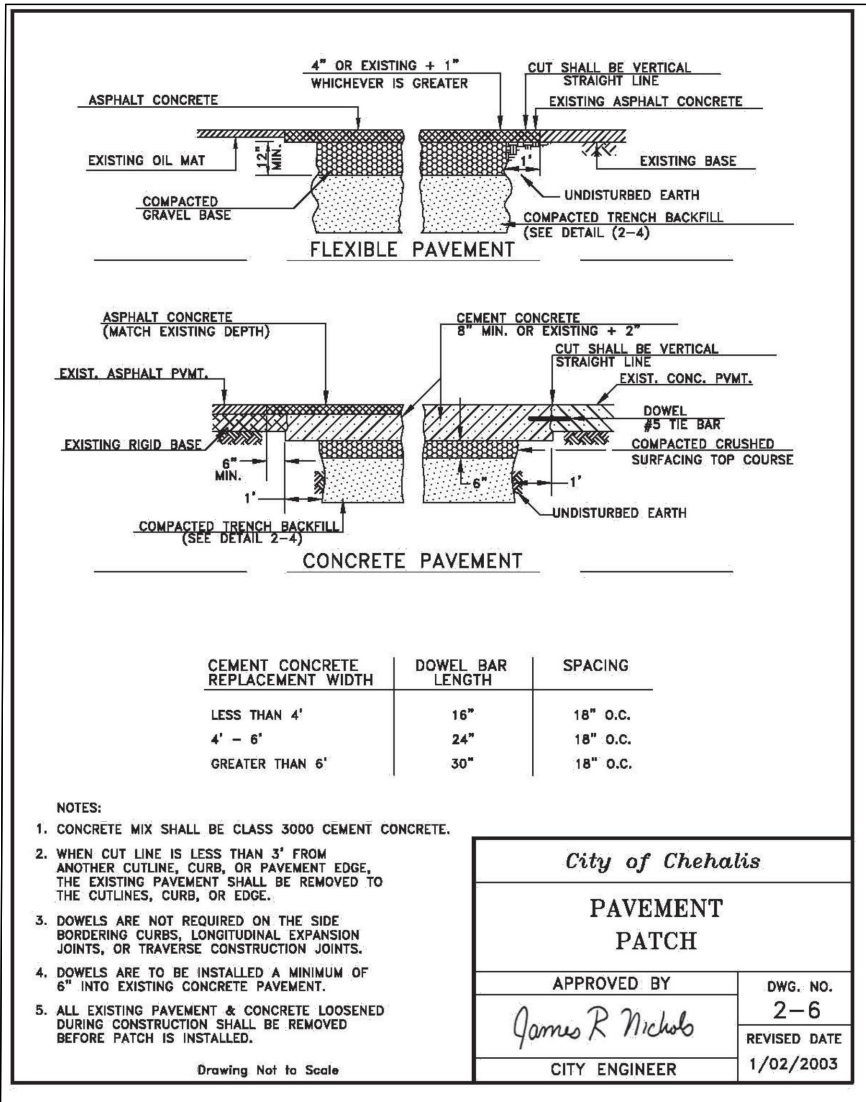 4" OR EXISTING + 1"
WHICHEVER IS GREATER
CUT SHALL BE VERTICAL
STRAIGHT LINE
ASPHALT CONCRETE
EXISTING ASPHALT CONCRETE
EXISTING OIL MAT
12"
MIN.
1'
EXISTING BASE
COMPACTED
GRAVEL BASE
UNDISTURBED EARTH
COMPACTED TRENCH BACKFILL
(SEE DETAIL (2-4)
FLEXIBLE PAVEMENT
ASPHALT CONCRETE
(MATCH EXISTING DEPTH)
CEMENT CONCRETE
8" MIN. OR EXISTING + 2"
CUT SHALL BE VERTICAL
STRAIGHT LINE
EXIST. ASPHALT PVMT.
EXIST. CONC. PVMT.
DOWEL
#5 TIE BAR
EXISTING RIGID BASE
COMPACTED CRUSHED
SURFACING TOP COURSE
6"
MIN.
6"
1'
1'
UNDISTURBED EARTH
COMPACTED TRENCH BACKFILL
(SEE DETAIL 2-4)
CONCRETE PAVEMENT
CEMENT CONCRETE REPLACEMENT WIDTH DOWEL BAR LENGTH SPACING
LESS THAN 4' 16" 18" O.C.
4' - 6' 24" 18" O.C.
GREATER THAN 6' 30" 18" O.C.
NOTES:
1. CONCRETE MIX SHALL BE CLASS 3000 CEMENT CONCRETE.
2. WHEN CUT LINE IS LESS THAN 3' FROM
ANOTHER CUTLINE, CURB, OR PAVEMENT EDGE,
THE EXISTING PAVEMENT SHALL BE REMOVED TO
THE CUTLINES, CURB, OR EDGE.
3. DOWELS ARE NOT REQUIRED ON THE SIDE
BORDERING CURBS, LONGITUDINAL EXPANSION
JOINTS, OR TRAVERSE CONSTRUCTION JOINTS.
4. DOWELS ARE TO BE INSTALLED A MINIMUM OF
6" INTO EXISTING CONCRETE PAVEMENT.
5. ALL EXISTING PAVEMENT & CONCRETE LOOSENED
DURING CONSTRUCTION SHALL BE REMOVED
BEFORE PATCH IS INSTALLED.
Drawing Not to Scale
City of Chehalis
PAVEMENT
PATCH
APPROVED BY
James R Nichols
CITY ENGINEER
DWG. NO.
2-6
REVISED DATE
1/02/2003